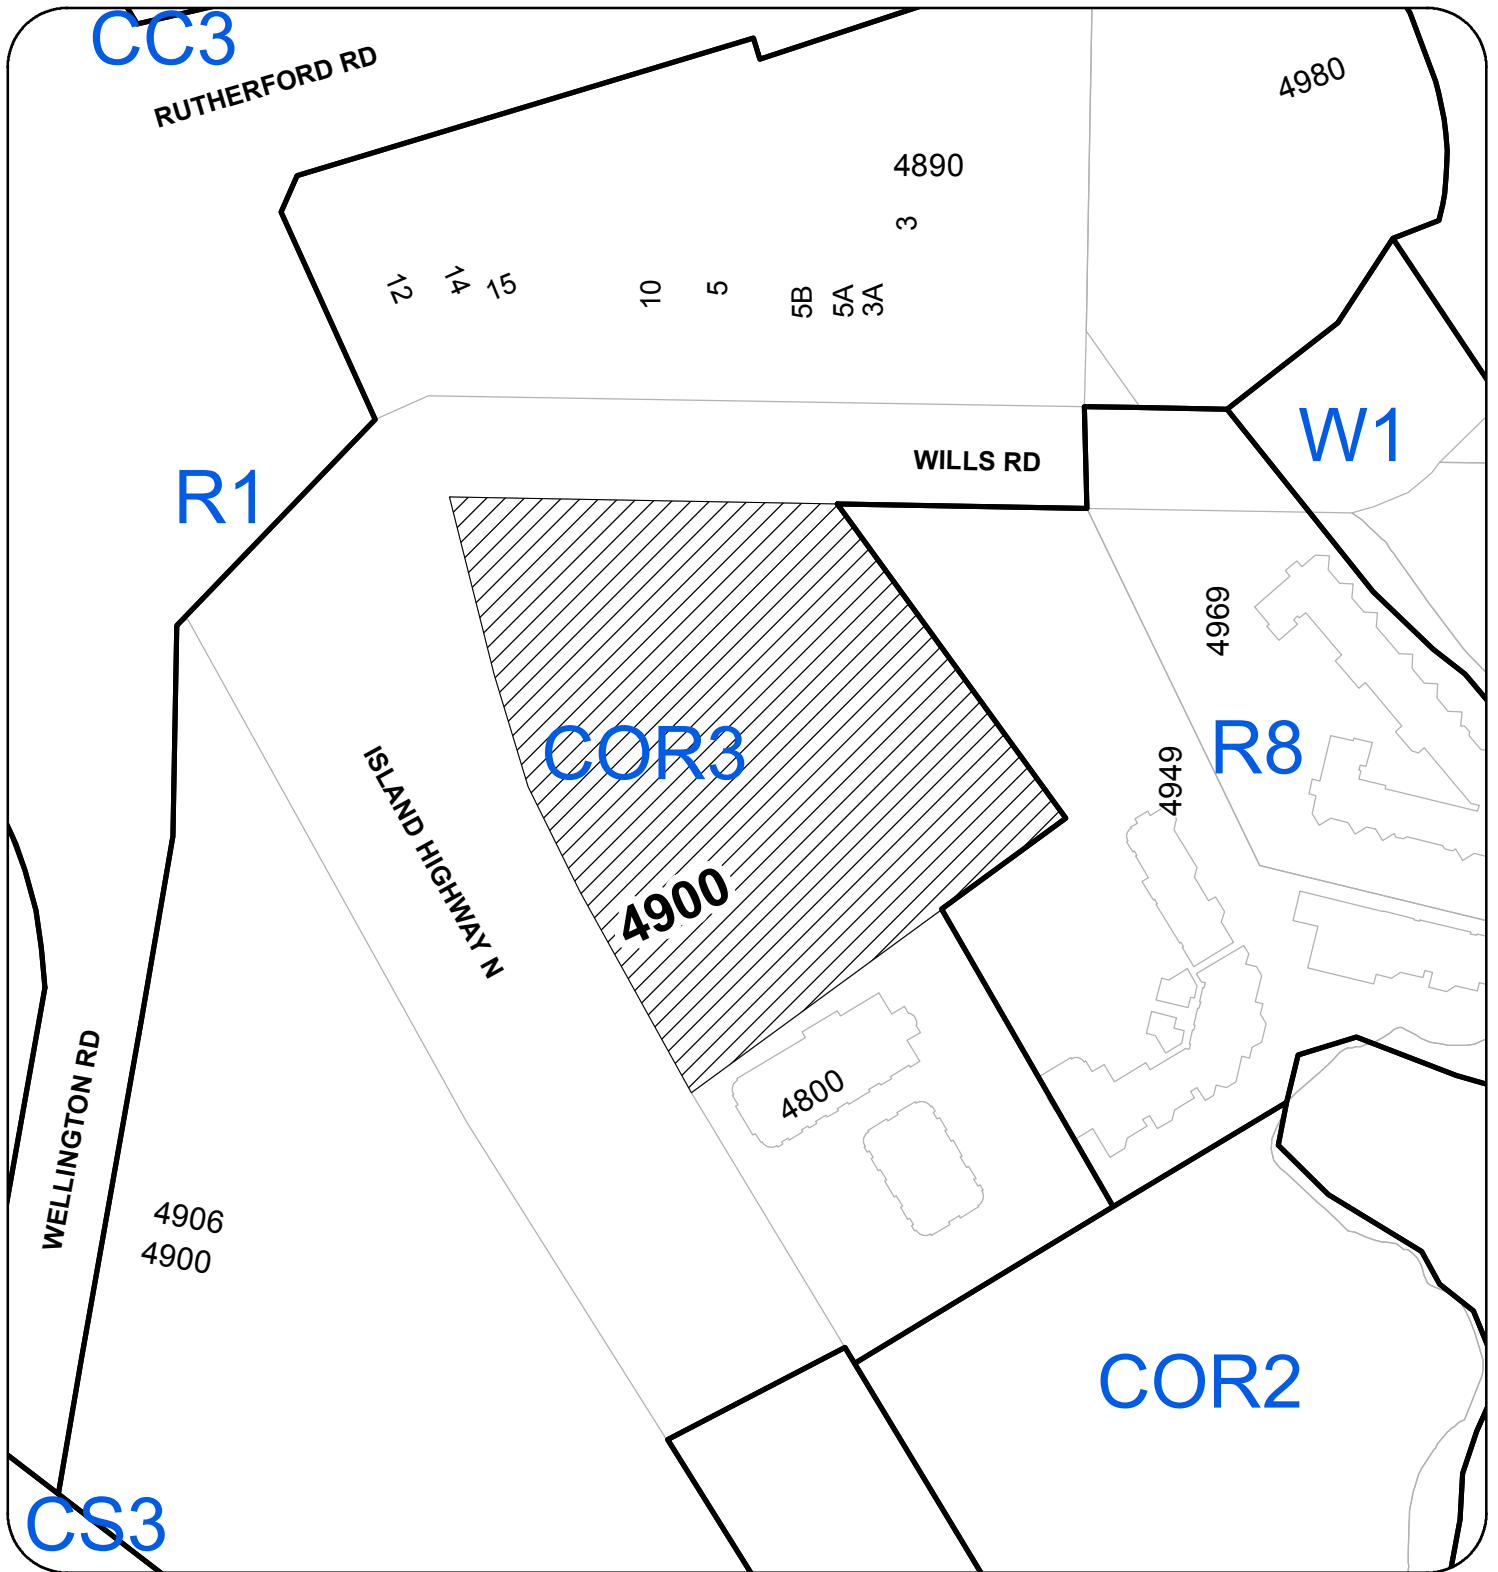 CC3
RUTHERFORD RD
4980
4890
3
12
14
15
10
5
5B
5A
3A
W1
WILLS RD
R1
4969
COR3
R8
4949
ISLAND HIGHWAY N
4900
4800
WELLINGTON RD
4906
4900
COR2
CS3